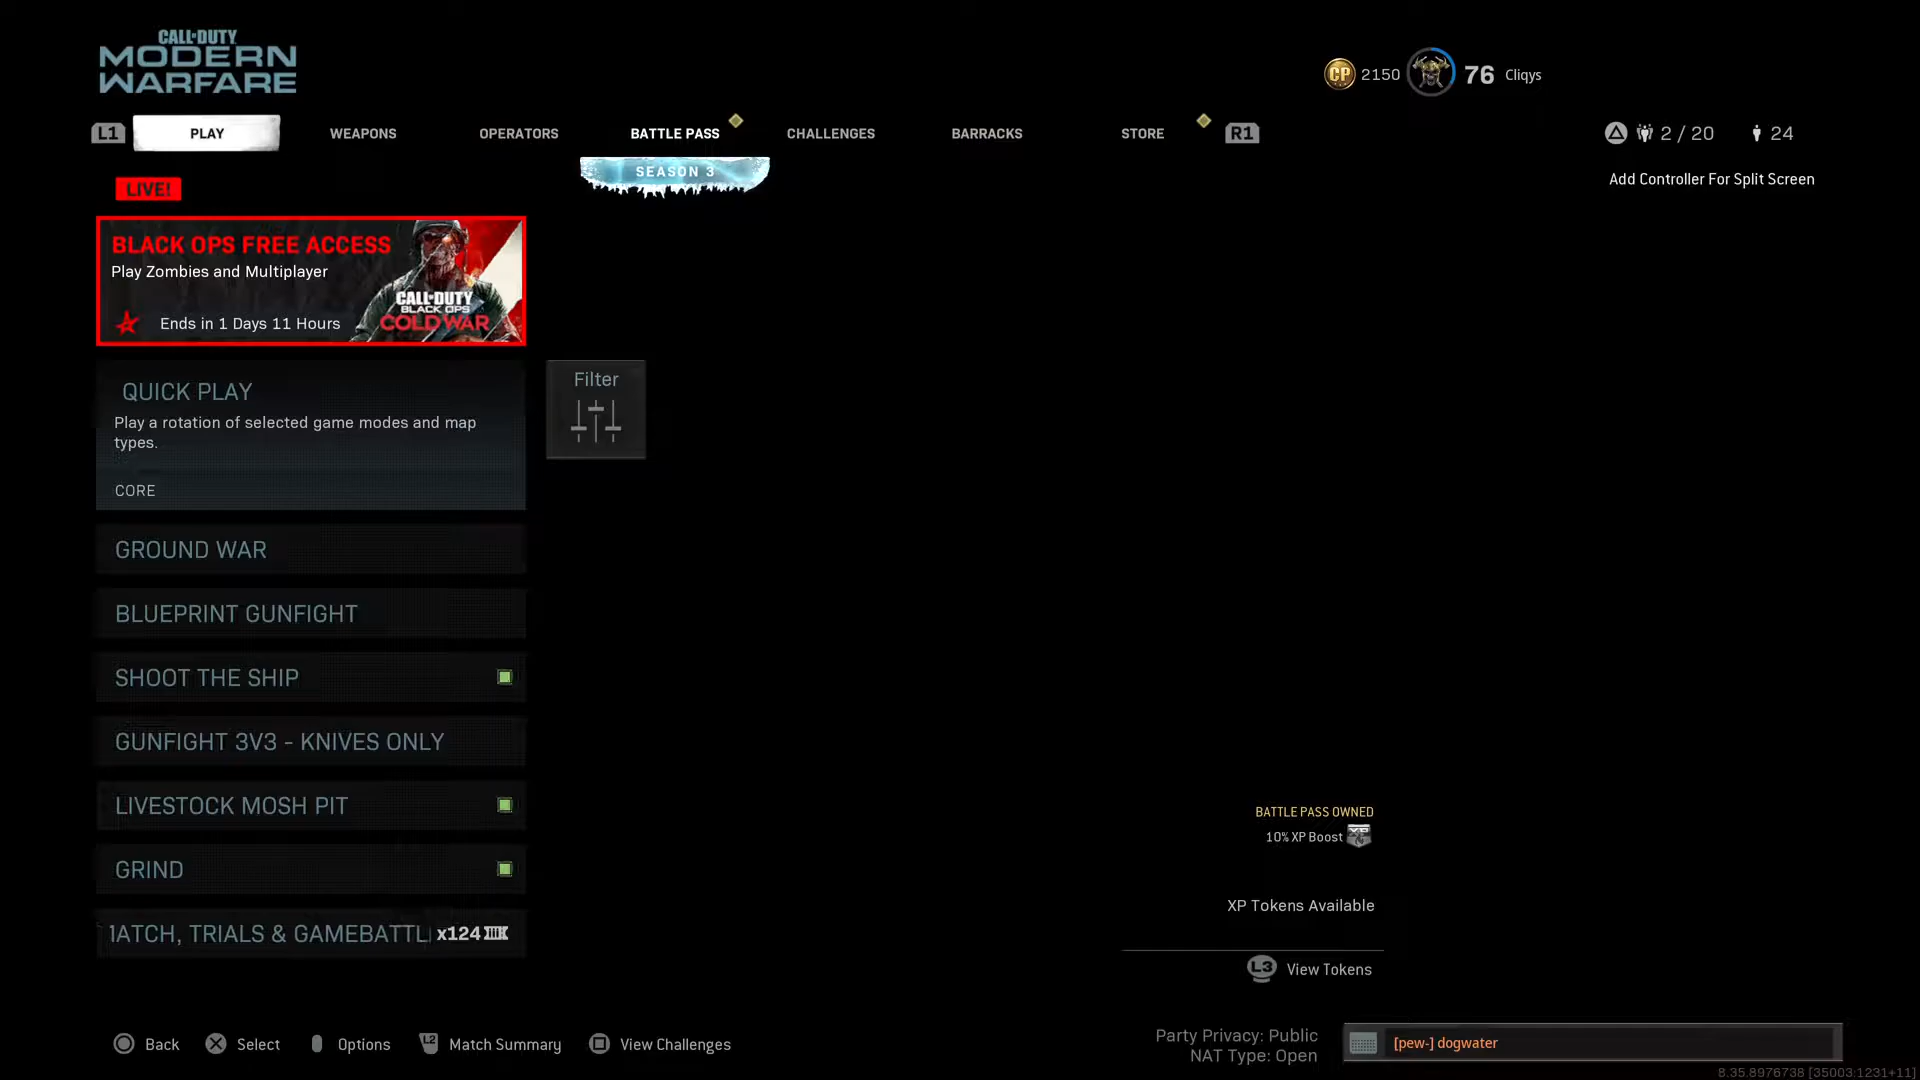 CALL OF DUTY
MODERN
WARFARE
CP 2150 76 Cliqys
L1 PLAY WEAPONS OPERATORS BATTLE PASS CHALLENGES BARRACKS STORE R1
2 / 20 24
SEASON 3
Add Controller For Split Screen
LIVE!
BLACK OPS FREE ACCESS
Play Zombies and Multiplayer
CALL OF DUTY
BLACK OPS
COLD WAR
Ends in 1 Days 11 Hours
QUICK PLAY
Play a rotation of selected game modes and map
types.
CORE
Filter
GROUND WAR
BLUEPRINT GUNFIGHT
SHOOT THE SHIP
GUNFIGHT 3V3 - KNIVES ONLY
LIVESTOCK MOSH PIT
GRIND
MATCH, TRIALS & GAMEBATTL x124
BATTLE PASS OWNED
10% XP Boost XP
XP Tokens Available
L3 View Tokens
Back Select Options L2 Match Summary View Challenges
Party Privacy: Public
NAT Type: Open
[pew-] dogwater
8.35.8976738 [35003:1231+11]